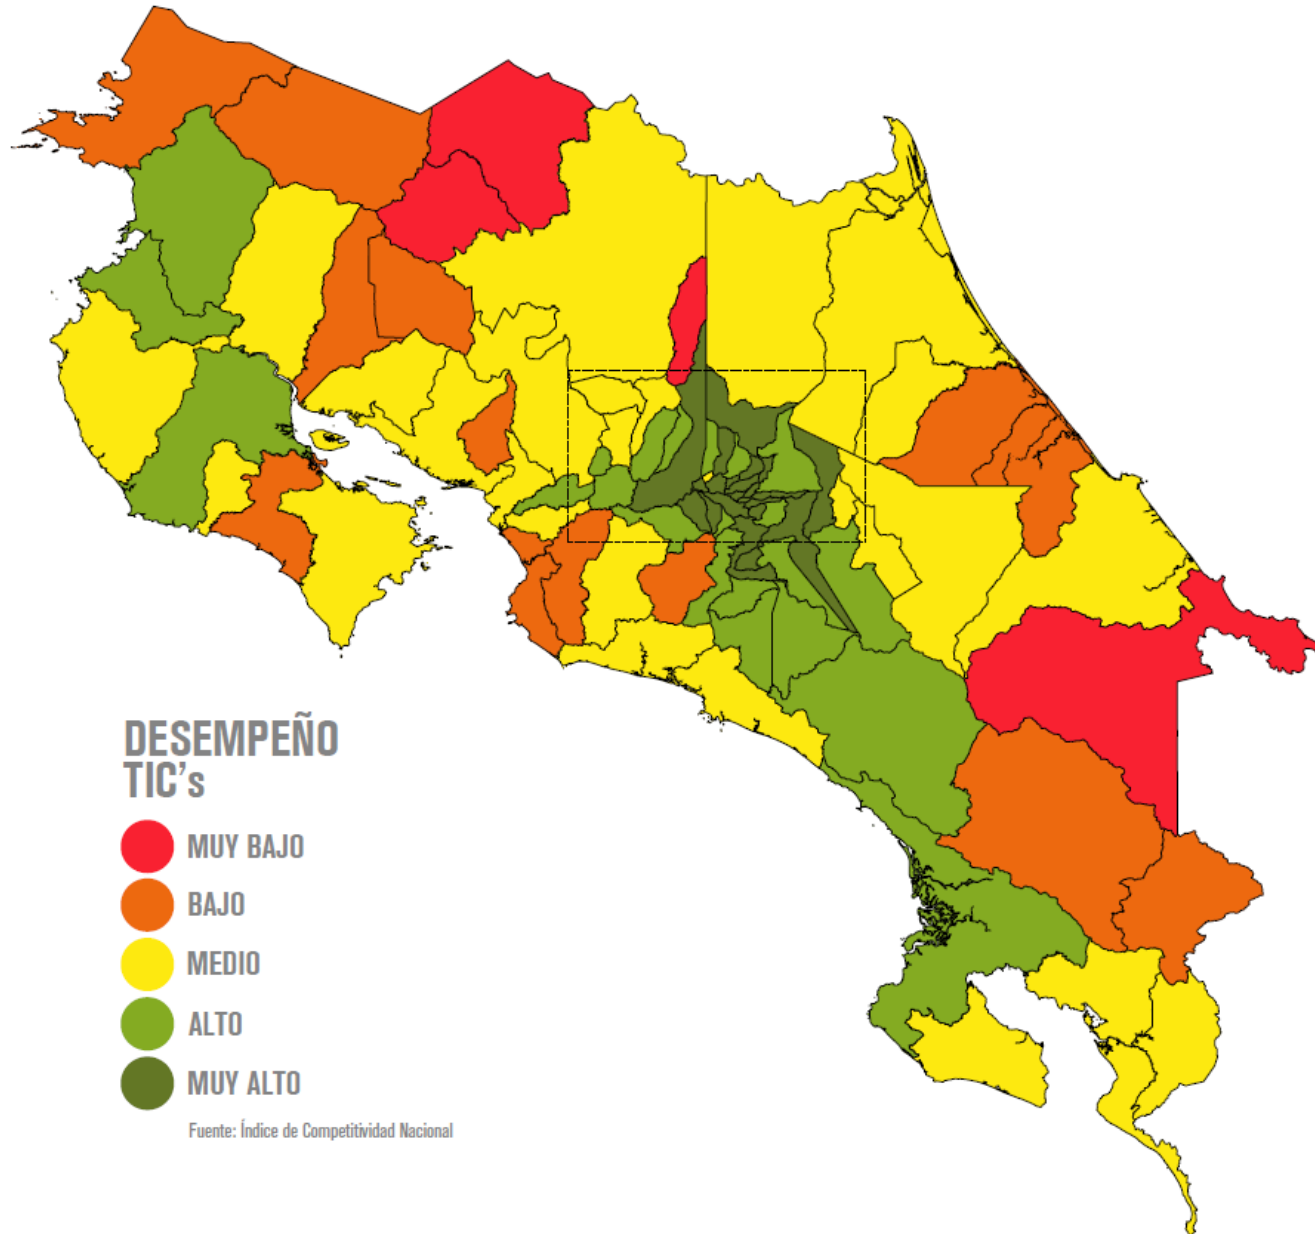 DESEMPEÑO
TIC's
MUY BAJO
BAJO
MEDIO
ALTO
MUY ALTO
Fuente: Índice de Competitividad Nacional